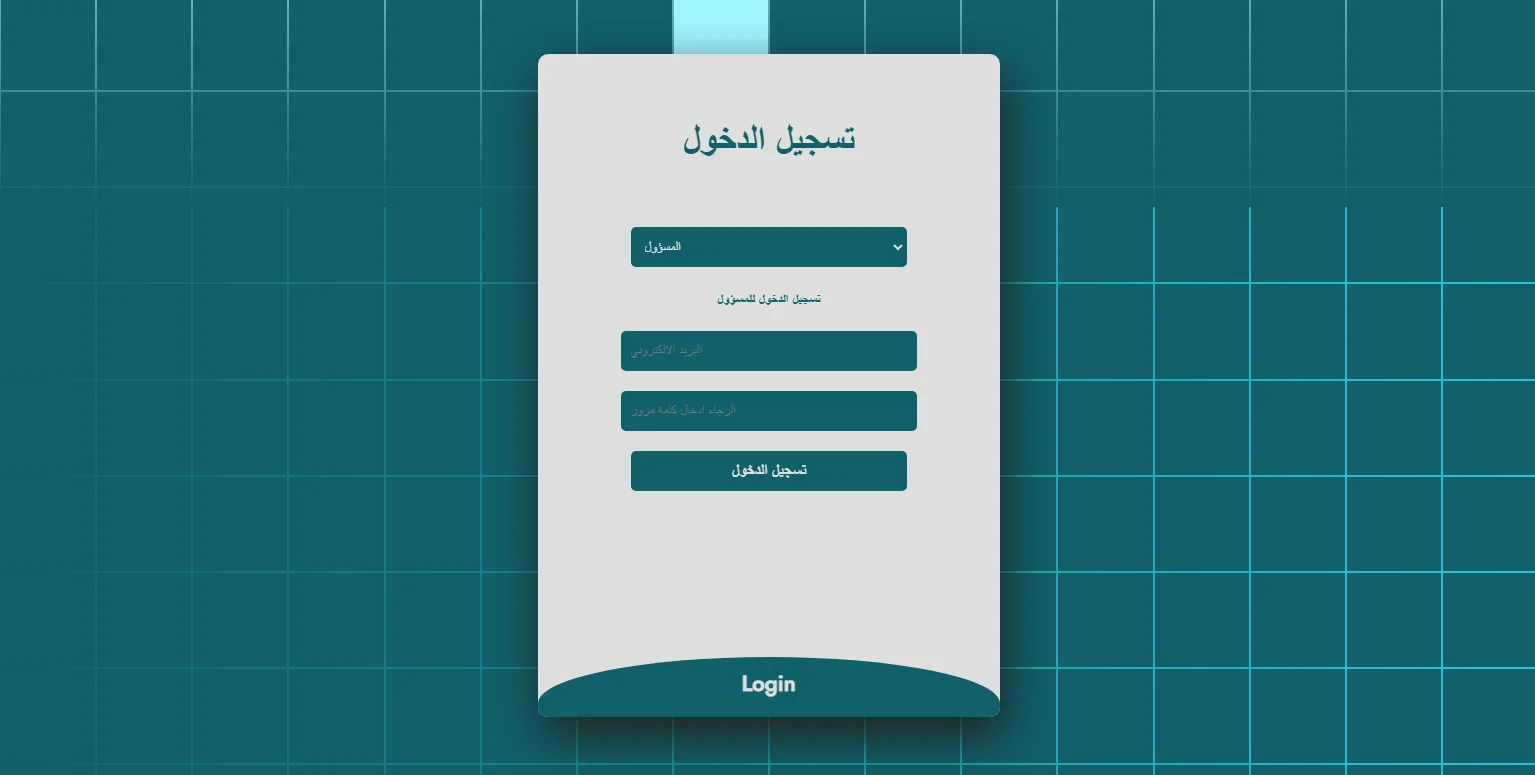 تسجيل الدخول
المسؤول
تسجيل الدخول للمسؤول
البريد الالكتروني
الرجاء ادخال كلمة مرور
تسجيل الدخول
Login